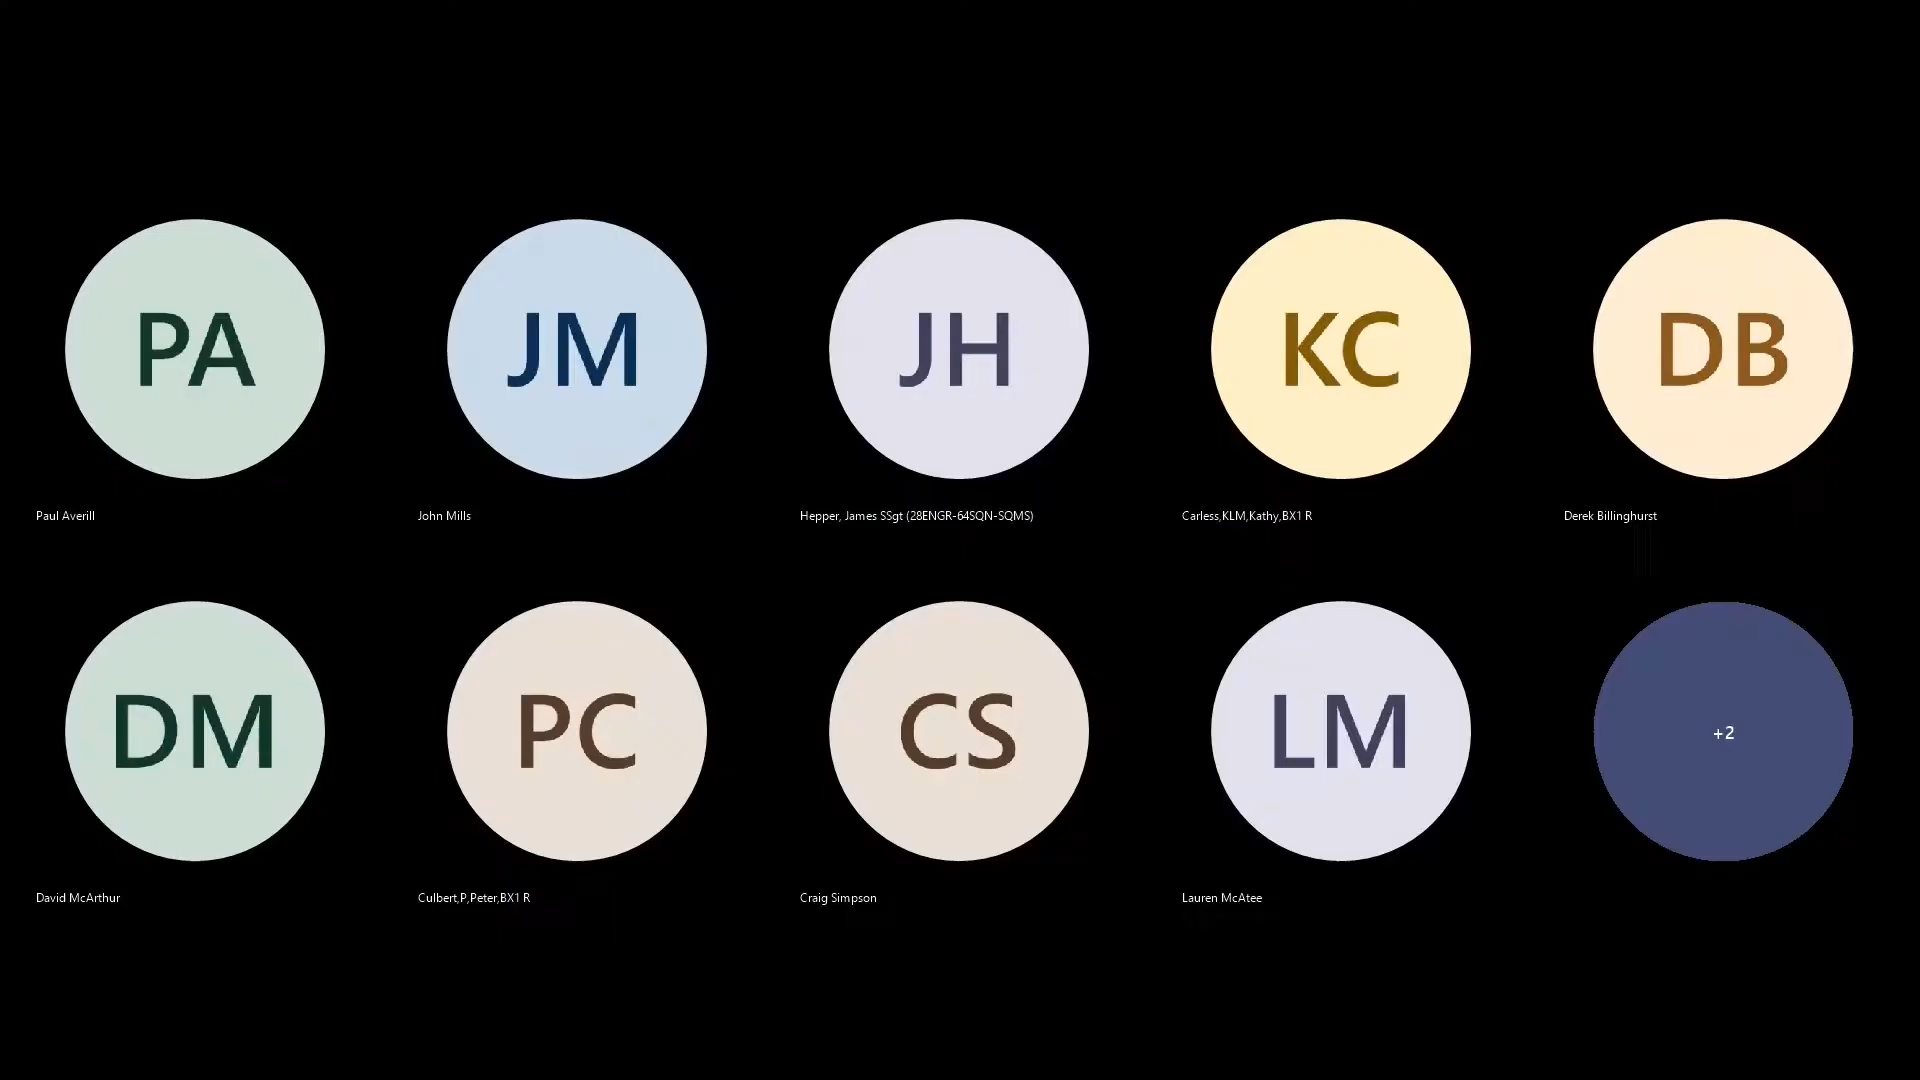 PA
JM
JH
KC
DB
Paul Averill
John Mills
Hepper, James SSgt (28ENGR-64SQN-SQMS)
Carless,KLM,Kathy,BX1 R
Derek Billinghurst
DM
PC
CS
LM
+2
David McArthur
Culbert,P,Peter,BX1 R
Craig Simpson
Lauren McAtee